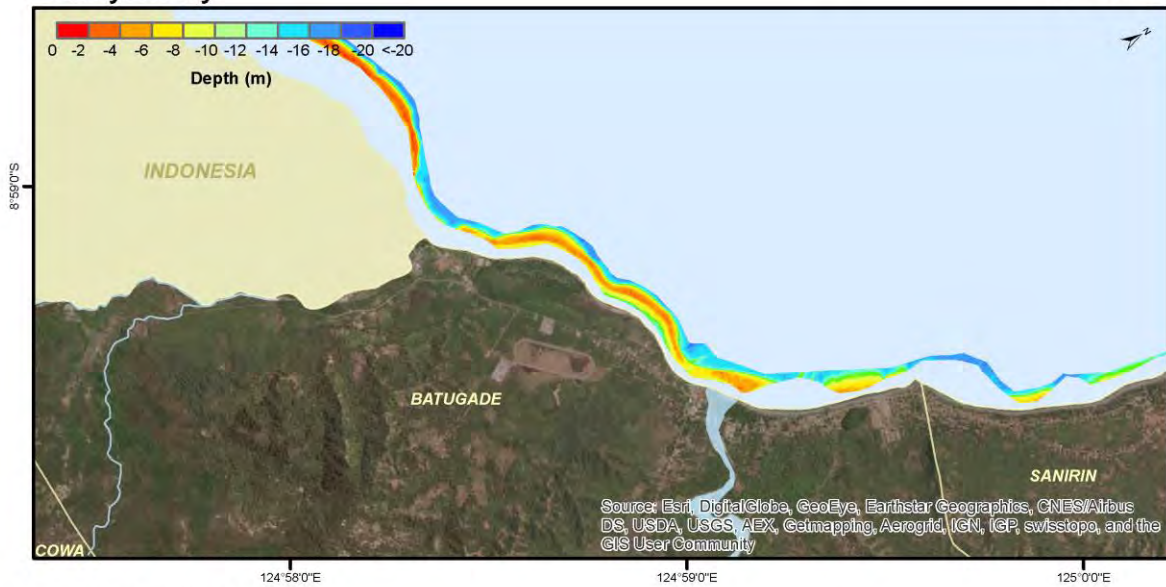 0 -2 -4 -6 -8 -10 -12 -14 -16 -18 -20 <-20
Depth (m)
N
INDONESIA
8°59'0"S
BATUGADE
SANIRIN
COWA
Source: Esri, DigitalGlobe, GeoEye, Earthstar Geographics, CNES/Airbus
DS, USDA, USGS, AEX, Getmapping, Aerogrid, IGN, IGP, swisstopo, and the
GIS User Community
124°58'0"E 124°59'0"E 125°0'0"E